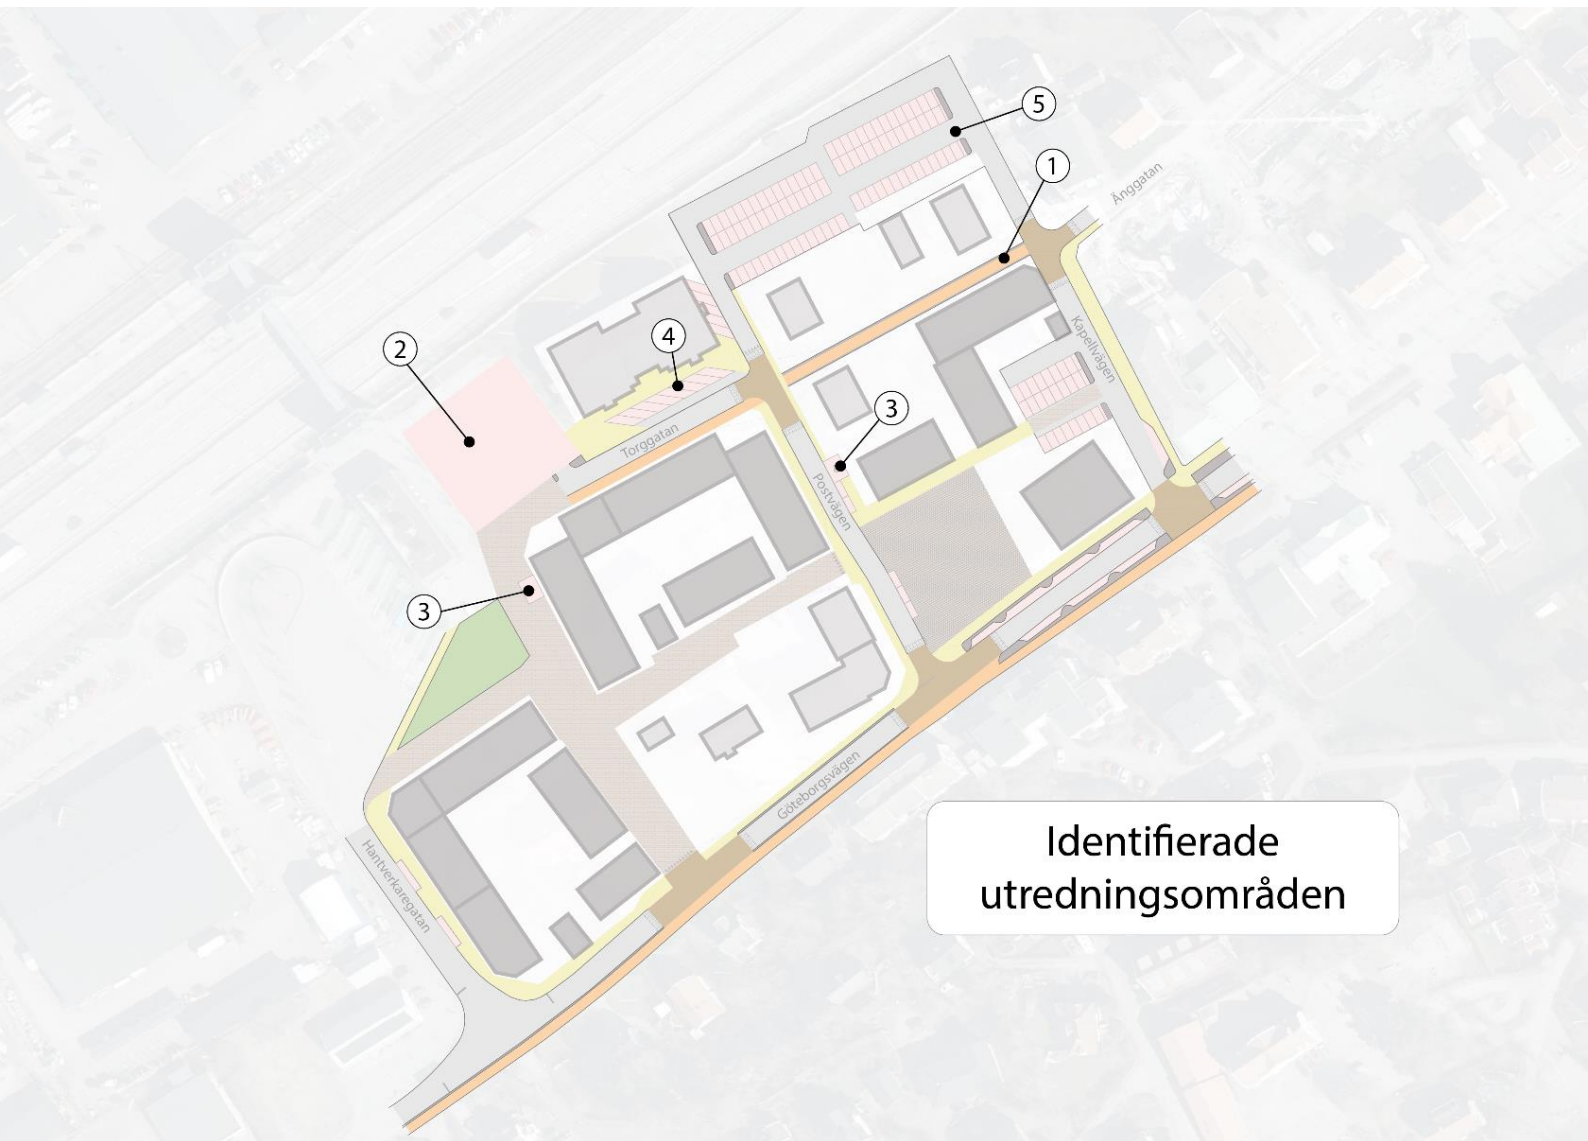 5
1
Änggatan
2
4
Kapellvägen
3
Torggatan
Postvägen
3
Göteborgsvägen
Hantverkaregatan
Identifierade
utredningsområden